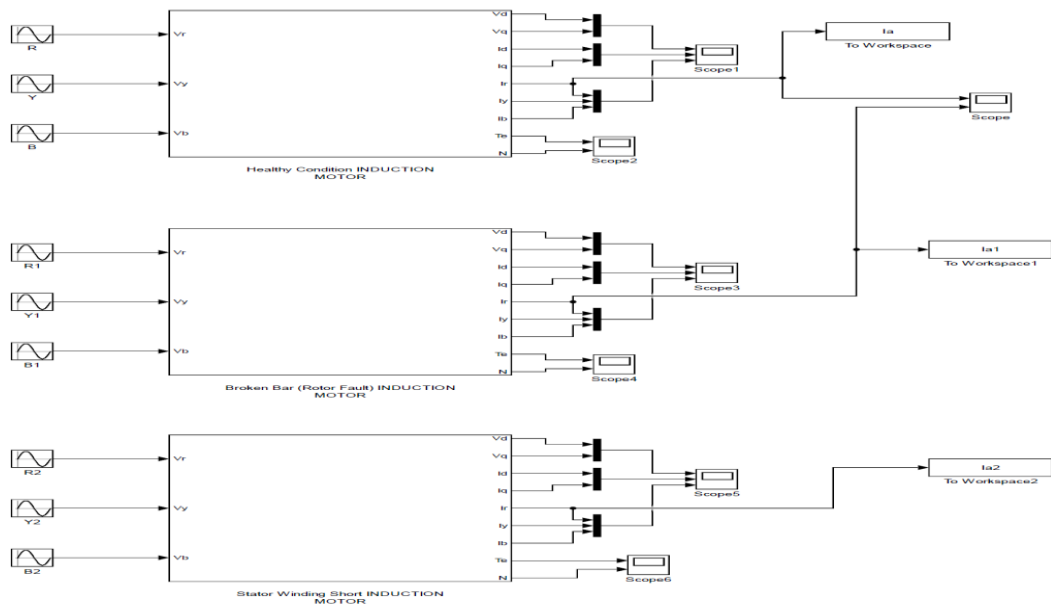 R
Y
B
Vr
Vy
Vb
Vd
Vq
Id
Iq
Ir
Iy
Ib
Te
N
Healthy Condition INDUCTION
MOTOR
Scope1
Scope2
Ia
To Workspace
Scope
R1
Y1
B1
Vr
Vy
Vb
Vd
Vq
Id
Iq
Ir
Iy
Ib
Te
N
Broken Bar (Rotor Fault) INDUCTION
MOTOR
Scope3
Scope4
Ia1
To Workspace1
R2
Y2
B2
Vr
Vy
Vb
Vd
Vq
Id
Iq
Ir
Iy
Ib
Te
N
Stator Winding Short INDUCTION
MOTOR
Scope5
Scope6
Ia2
To Workspace2